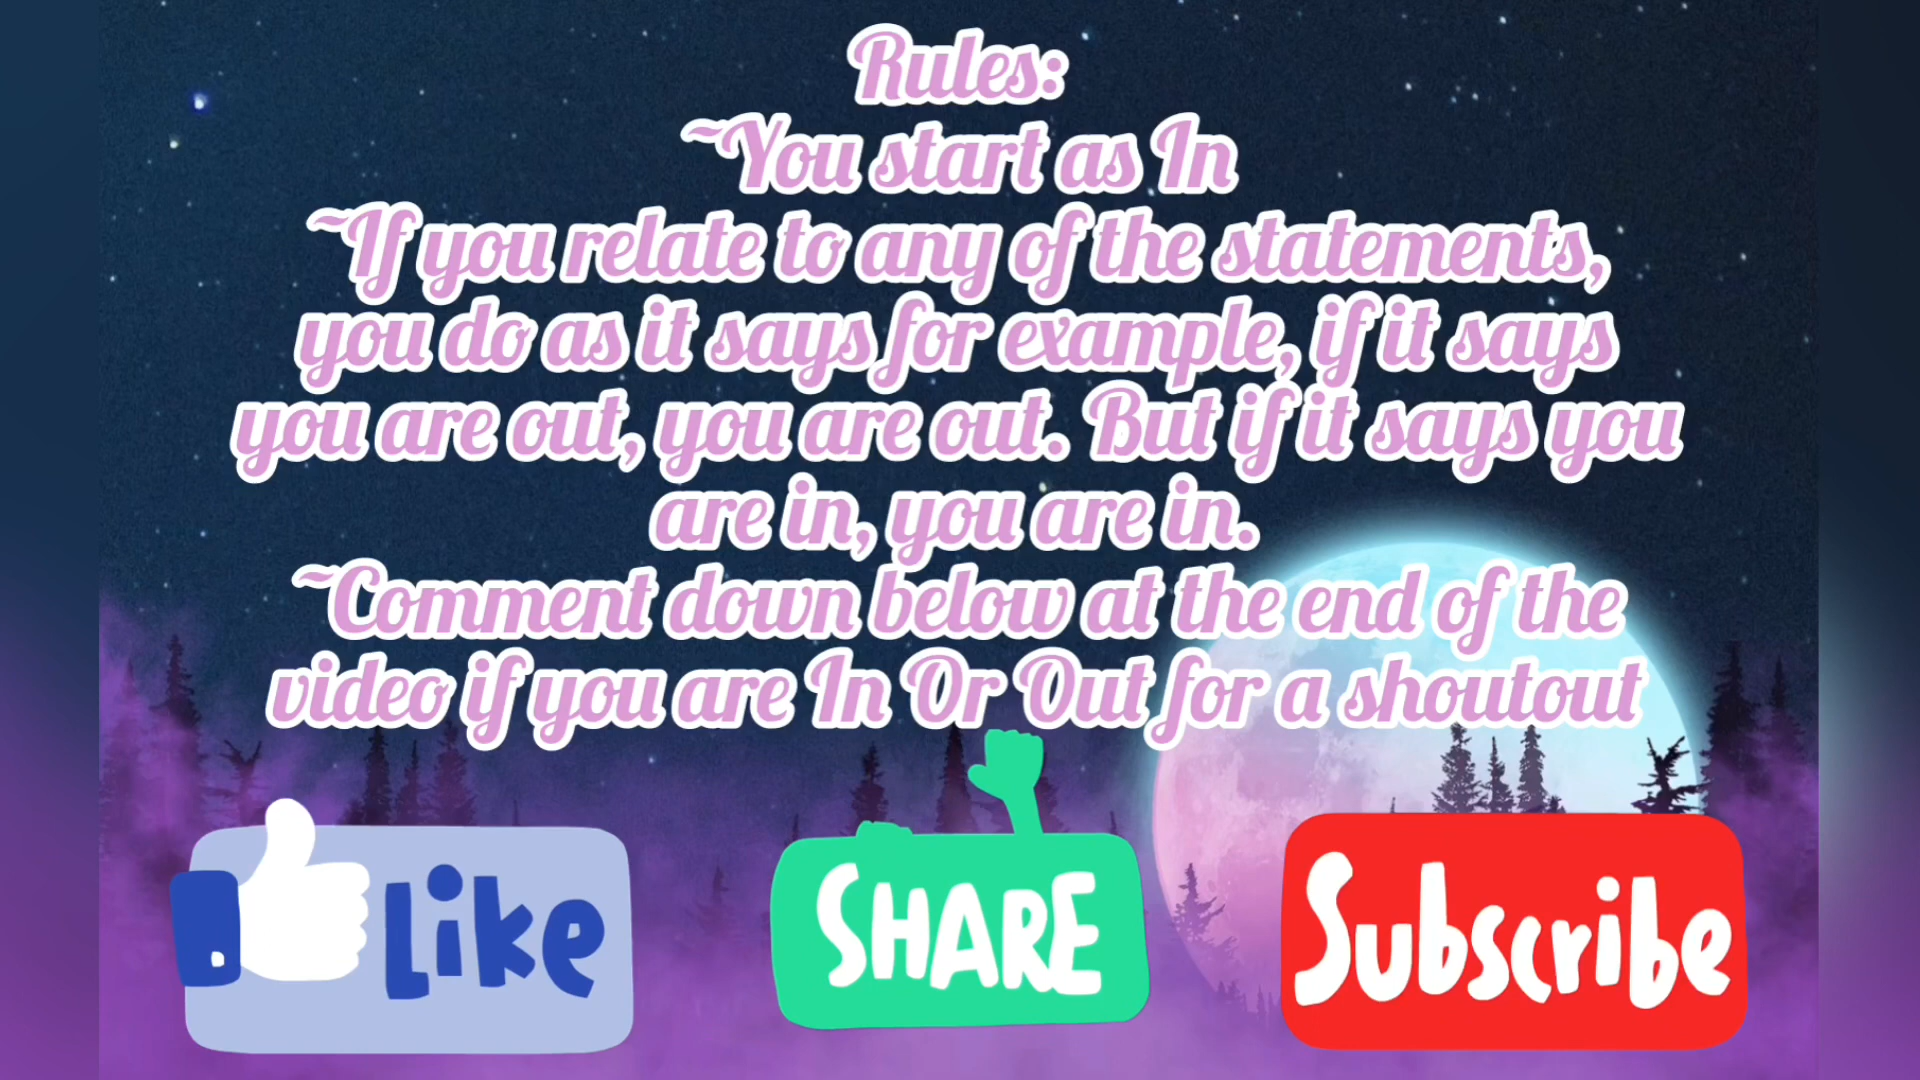 Rules:
~You start as In
~If you relate to any of the statements,
you do as it says for example, if it says
you are out, you are out. But if it says you
are in, you are in.
~Comment down below at the end of the
video if you are In Or Out for a shoutout
Like
SHARE
Subscribe